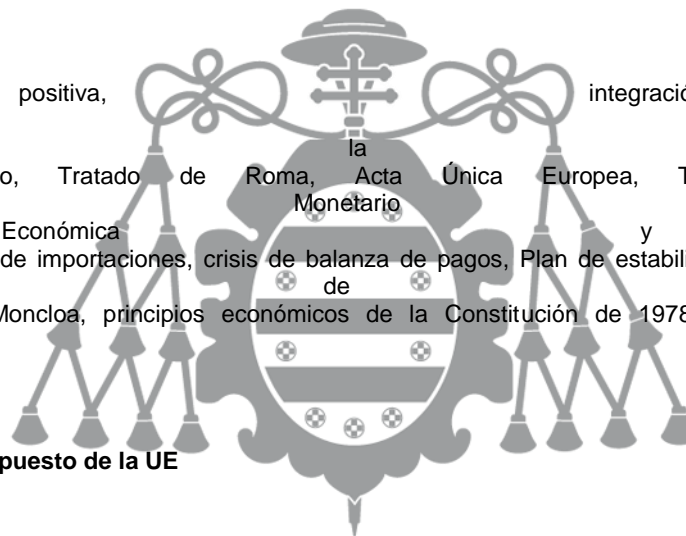 positiva, integració
la
o, Tratado de Roma, Acta Única Europea, T
Monetario
Económica y
de importaciones, crisis de balanza de pagos, Plan de estabili
de
Moncloa, principios económicos de la Constitución de 1978
puesto de la UE